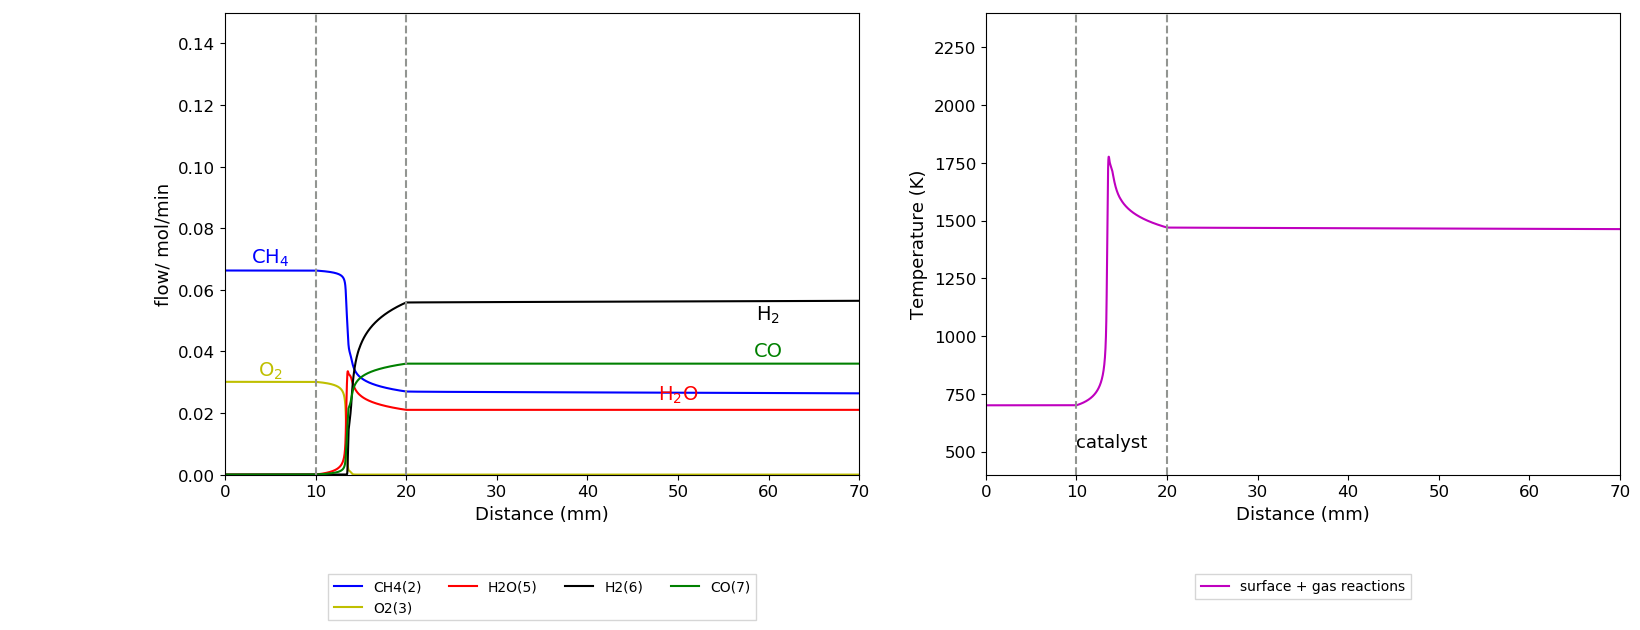 0.14
0.12
0.10
0.08
0.06
0.04
0.02
0.00
flow/ mol/min
CH4
O2
H2
CO
H2O
0 10 20 30 40 50 60 70
Distance (mm)
CH4(2) H2O(5) H2(6) CO(7)
O2(3)
2250
2000
1750
1500
1250
1000
750
500
Temperature (K)
catalyst
0 10 20 30 40 50 60 70
Distance (mm)
surface + gas reactions